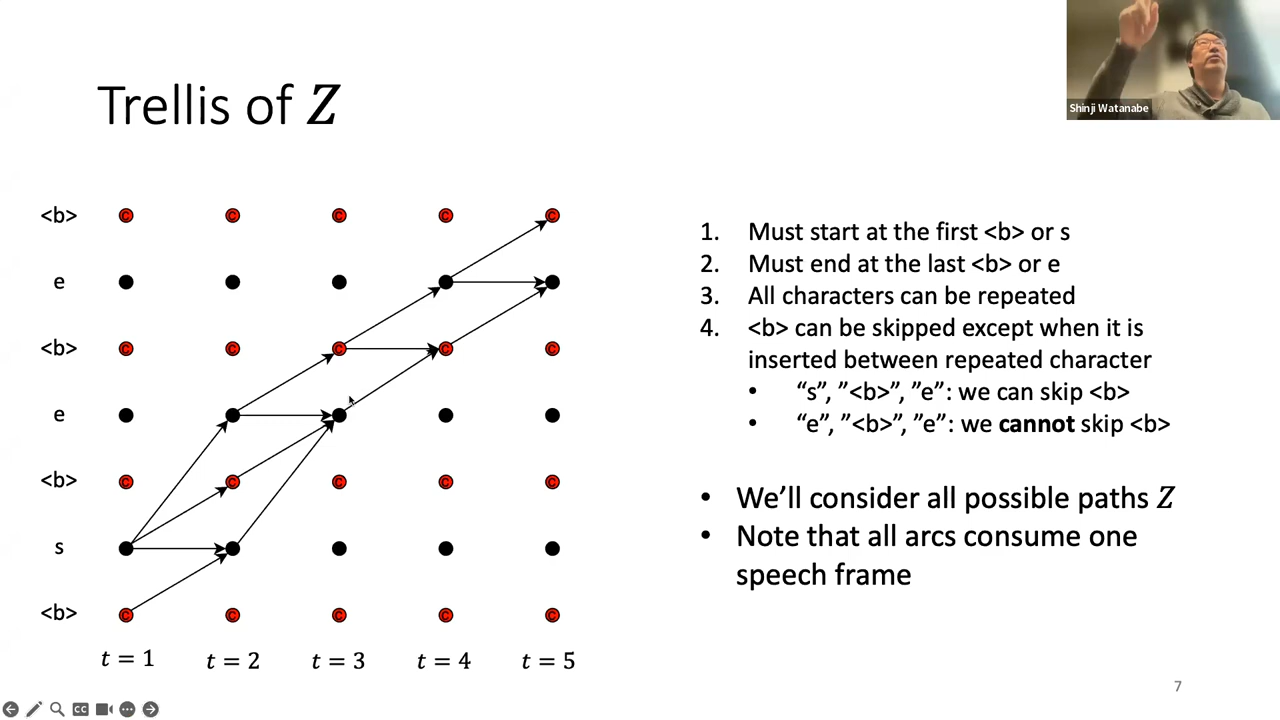 Shinji Watanabe
Trellis of Z
<b>
e
<b>
e
<b>
s
<b>
t = 1
t = 2
t = 3
t = 4
t = 5
1. Must start at the first <b> or s
2. Must end at the last <b> or e
3. All characters can be repeated
4. <b> can be skipped except when it is
inserted between repeated character
• “s”, ”<b>”, ”e”: we can skip <b>
• “e”, ”<b>”, ”e”: we cannot skip <b>
• We’ll consider all possible paths Z
• Note that all arcs consume one
speech frame
7
CC